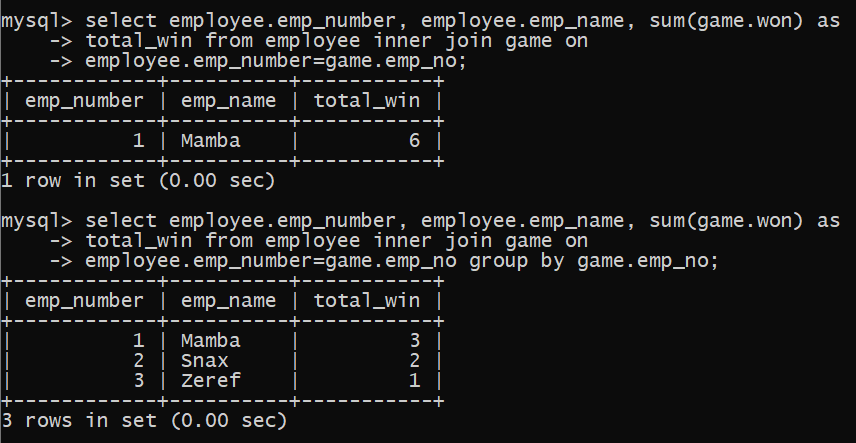 mysql> select employee.emp_number, employee.emp_name, sum(game.won) as
    -> total_win from employee inner join game on
    -> employee.emp_number=game.emp_no;
+------------+----------+-----------+
| emp_number | emp_name | total_win |
+------------+----------+-----------+
|          1 | Mamba    |         6 |
+------------+----------+-----------+
1 row in set (0.00 sec)

mysql> select employee.emp_number, employee.emp_name, sum(game.won) as
    -> total_win from employee inner join game on
    -> employee.emp_number=game.emp_no group by game.emp_no;
+------------+----------+-----------+
| emp_number | emp_name | total_win |
+------------+----------+-----------+
|          1 | Mamba    |         3 |
|          2 | Snax     |         2 |
|          3 | Zeref    |         1 |
+------------+----------+-----------+
3 rows in set (0.00 sec)